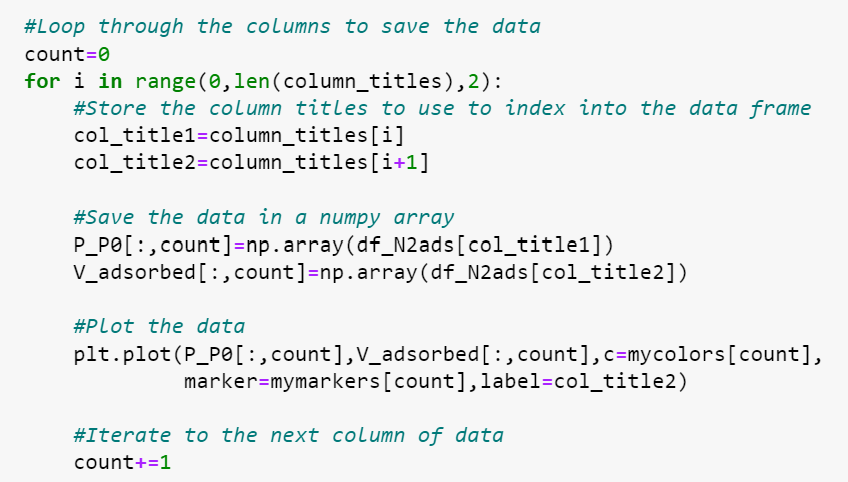 #Loop through the columns to save the data
count=0
for i in range(0,len(column_titles),2):
    #Store the column titles to use to index into the data frame
    col_title1=column_titles[i]
    col_title2=column_titles[i+1]

    #Save the data in a numpy array
    P_P0[:,count]=np.array(df_N2ads[col_title1])
    V_adsorbed[:,count]=np.array(df_N2ads[col_title2])

    #Plot the data
    plt.plot(P_P0[:,count],V_adsorbed[:,count],c=mycolors[count],
             marker=mymarkers[count],label=col_title2)

    #Iterate to the next column of data
    count+=1